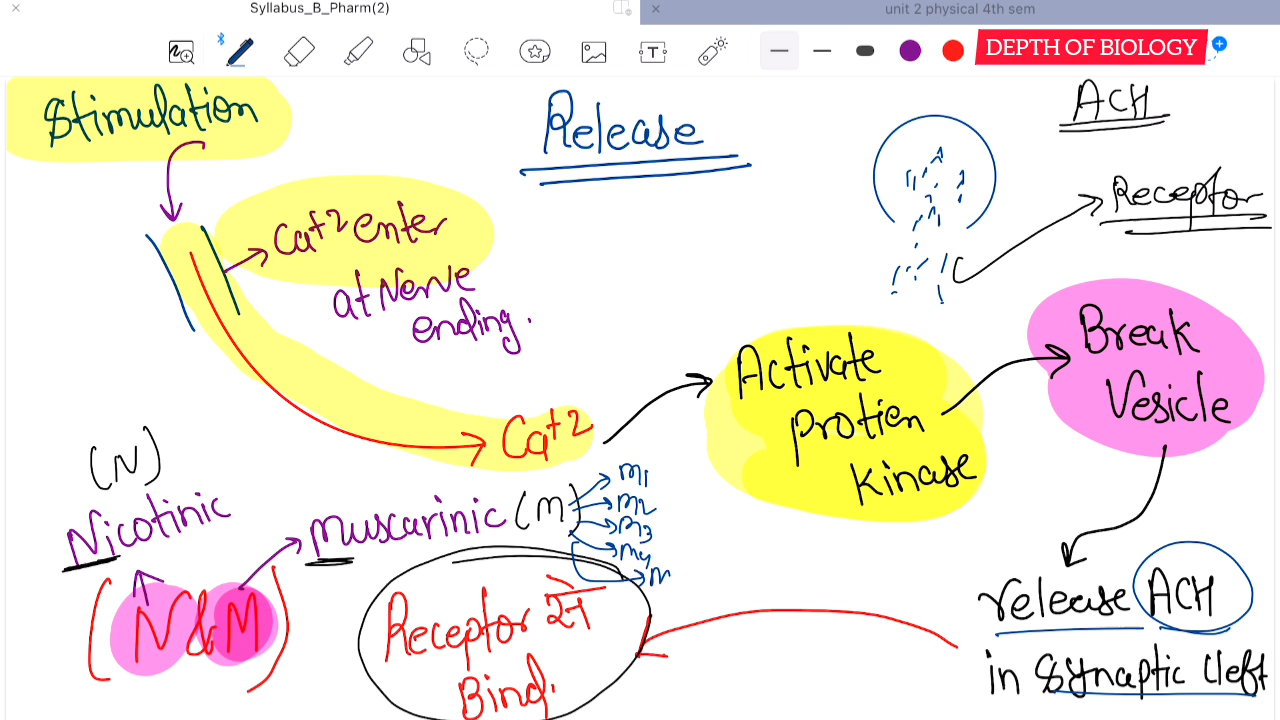 Syllabus_B_Pharm(2)
unit 2 physical 4th sem
DEPTH OF BIOLOGY
Stimulation
Release
ACH
Receptor
Ca+2 enter
at Nerve
ending.
Ca+2
Activate
protien
kinase
Break
Vesicle
release ACH
in synaptic cleft
Receptor से
Bind.
(N)
Nicotinic
Muscarinic (M)
m1
m2
m3
m4
m
(N & M)